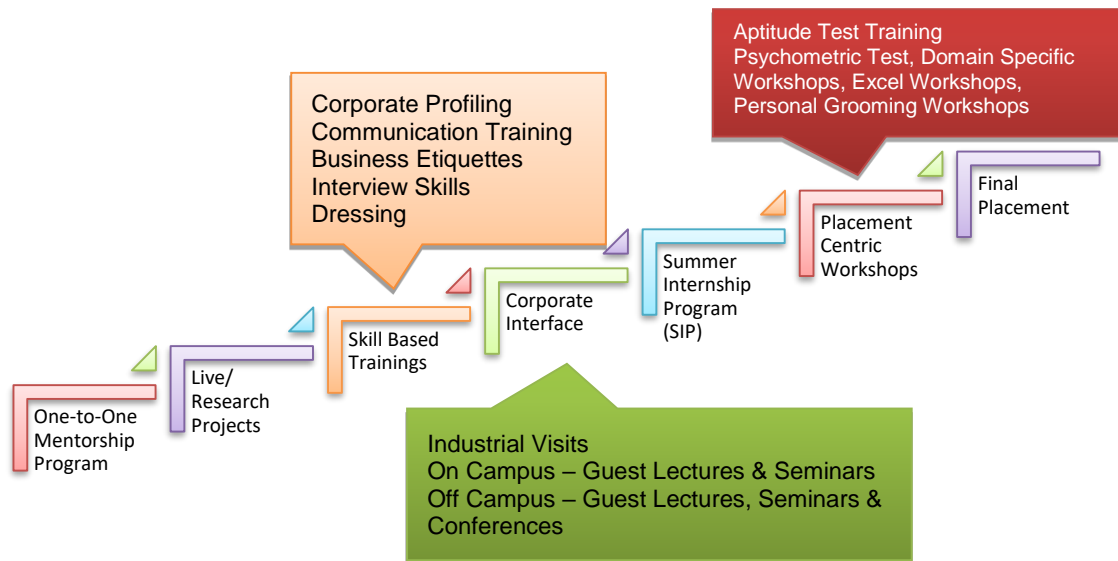 Aptitude Test Training
Psychometric Test, Domain Specific
Workshops, Excel Workshops,
Personal Grooming Workshops
Corporate Profiling
Communication Training
Business Etiquettes
Interview Skills
Dressing
One-to-One
Mentorship
Program
Live/
Research
Projects
Skill Based
Trainings
Corporate
Interface
Summer
Internship
Program
(SIP)
Placement
Centric
Workshops
Final
Placement
Industrial Visits
On Campus – Guest Lectures & Seminars
Off Campus – Guest Lectures, Seminars &
Conferences